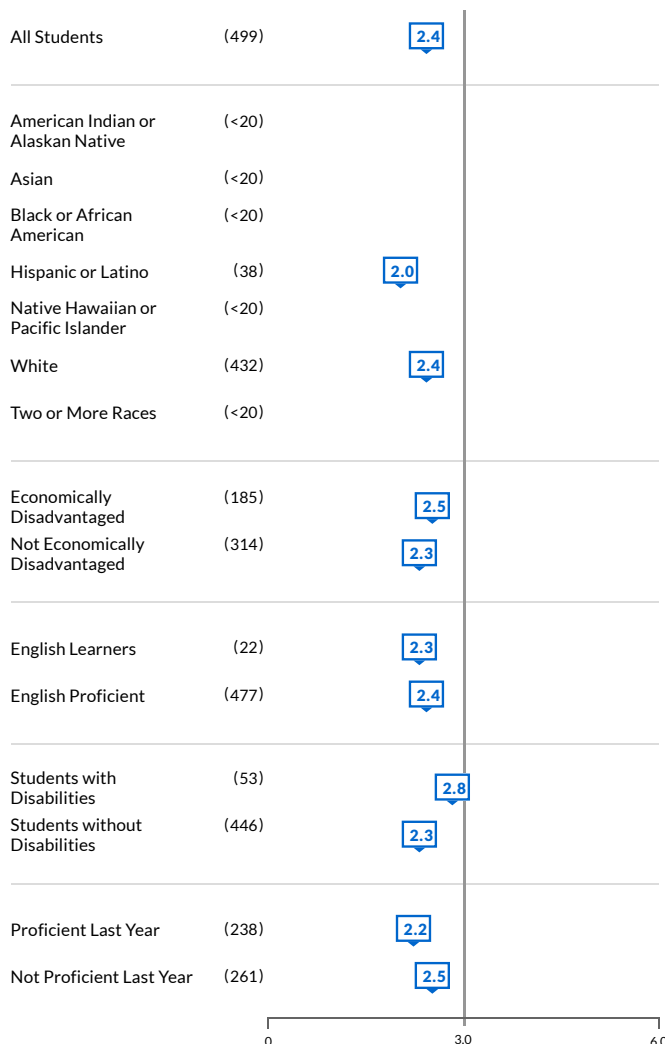 All Students (499) 2.4
American Indian or (<20)
Alaskan Native
Asian (<20)
Black or African (<20)
American
Hispanic or Latino (38) 2.0
Native Hawaiian or (<20)
Pacific Islander
White (432) 2.4
Two or More Races (<20)
Economically (185) 2.5
Disadvantaged
Not Economically (314) 2.3
Disadvantaged
English Learners (22) 2.3
English Proficient (477) 2.4
Students with (53) 2.8
Disabilities
Students without (446) 2.3
Disabilities
Proficient Last Year (238) 2.2
Not Proficient Last Year (261) 2.5
0 3.0 6.0